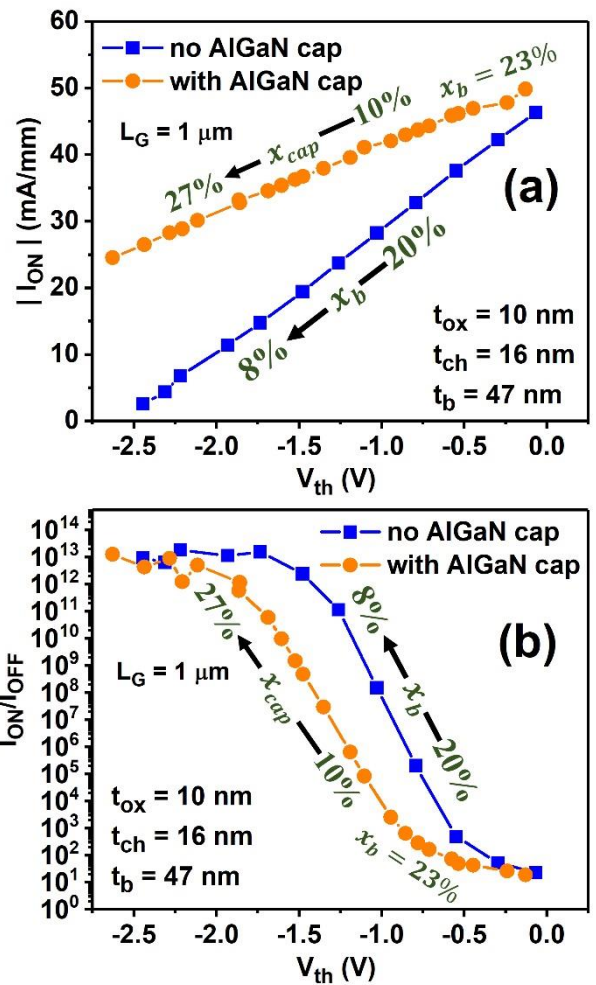 60
50
40
30
20
10
0
| I_ON | (mA/mm)
no AlGaN cap
with AlGaN cap
x_b = 23%
10%
x_cap
27%
L_G = 1 μm
(a)
20%
x_b
8%
t_ox = 10 nm
t_ch = 16 nm
t_b = 47 nm
-2.5 -2.0 -1.5 -1.0 -0.5 0.0
V_th (V)
10^14
10^13
10^12
10^11
10^10
10^9
10^8
10^7
10^6
10^5
10^4
10^3
10^2
10^1
10^0
I_ON/I_OFF
no AlGaN cap
with AlGaN cap
27%
8%
(b)
L_G = 1 μm
x_cap
x_b
10%
20%
t_ox = 10 nm
t_ch = 16 nm
t_b = 47 nm
x_b = 23%
-2.5 -2.0 -1.5 -1.0 -0.5 0.0
V_th (V)